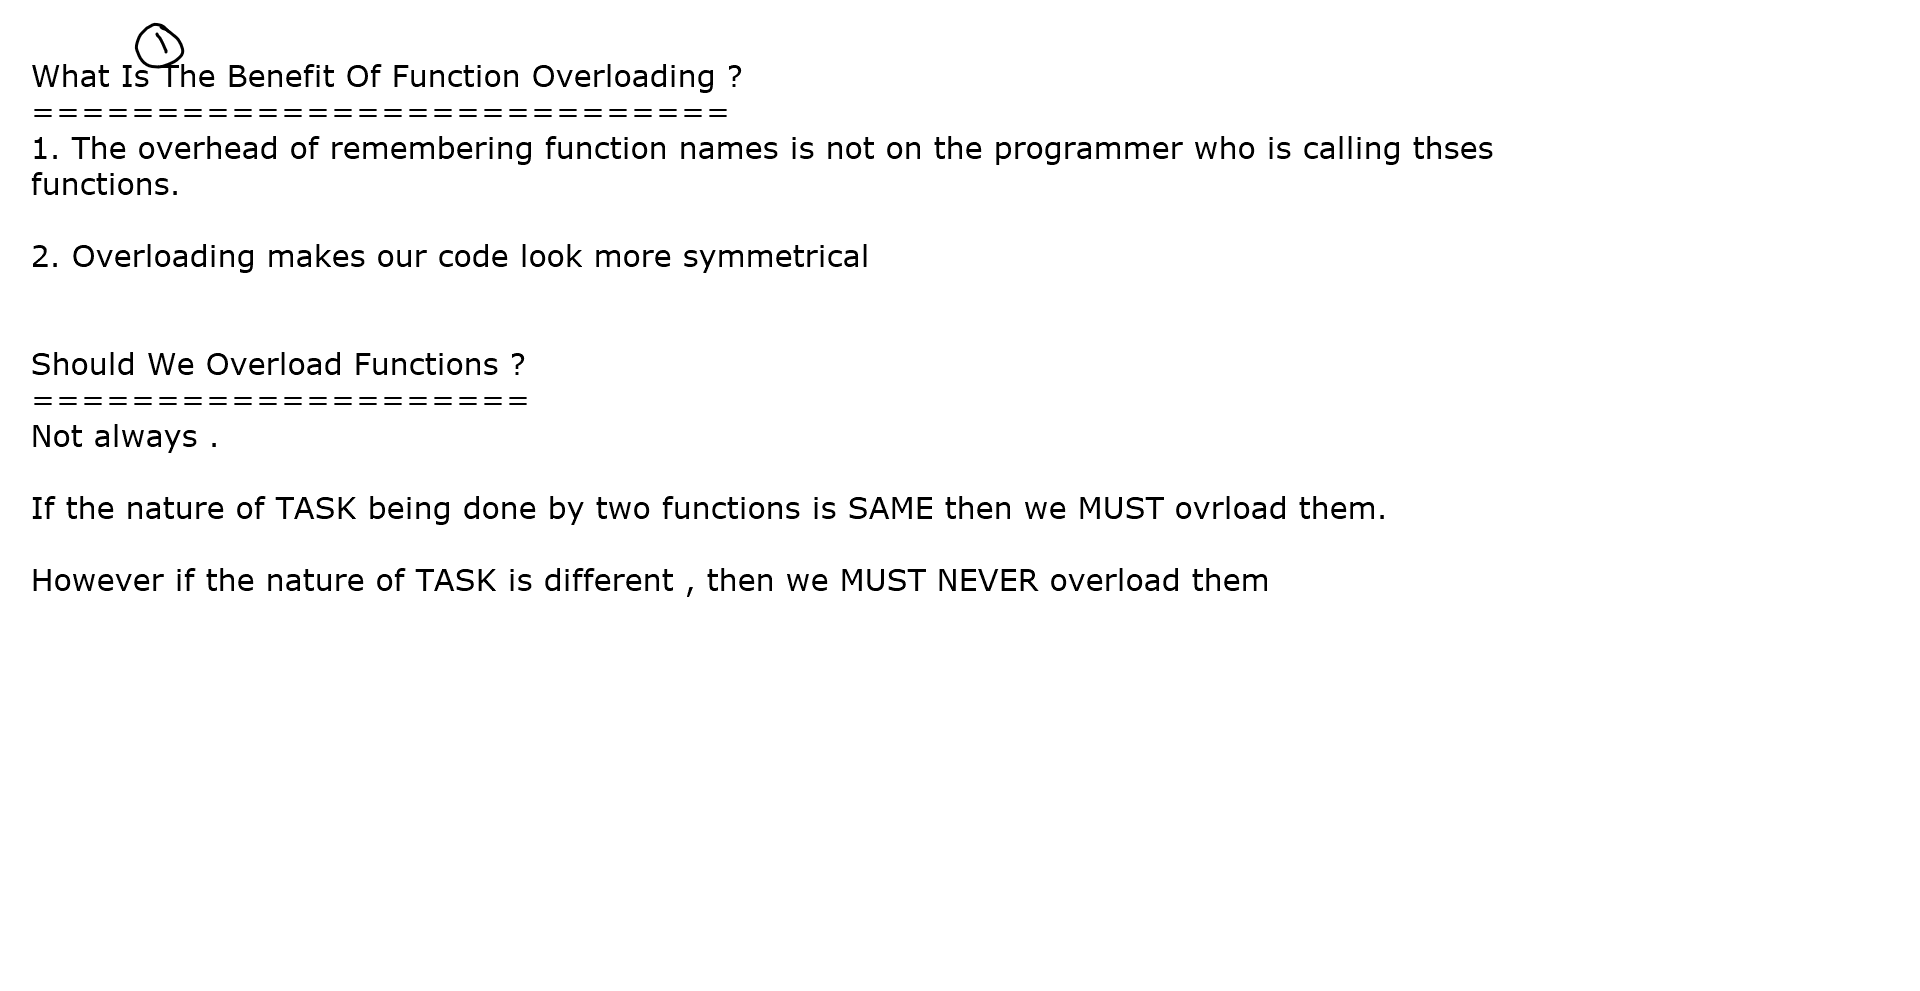 What Is The Benefit Of Function Overloading ?
============================
1. The overhead of remembering function names is not on the programmer who is calling thses
functions.
2. Overloading makes our code look more symmetrical
Should We Overload Functions ?
====================
Not always .
If the nature of TASK being done by two functions is SAME then we MUST ovrload them.
However if the nature of TASK is different , then we MUST NEVER overload them